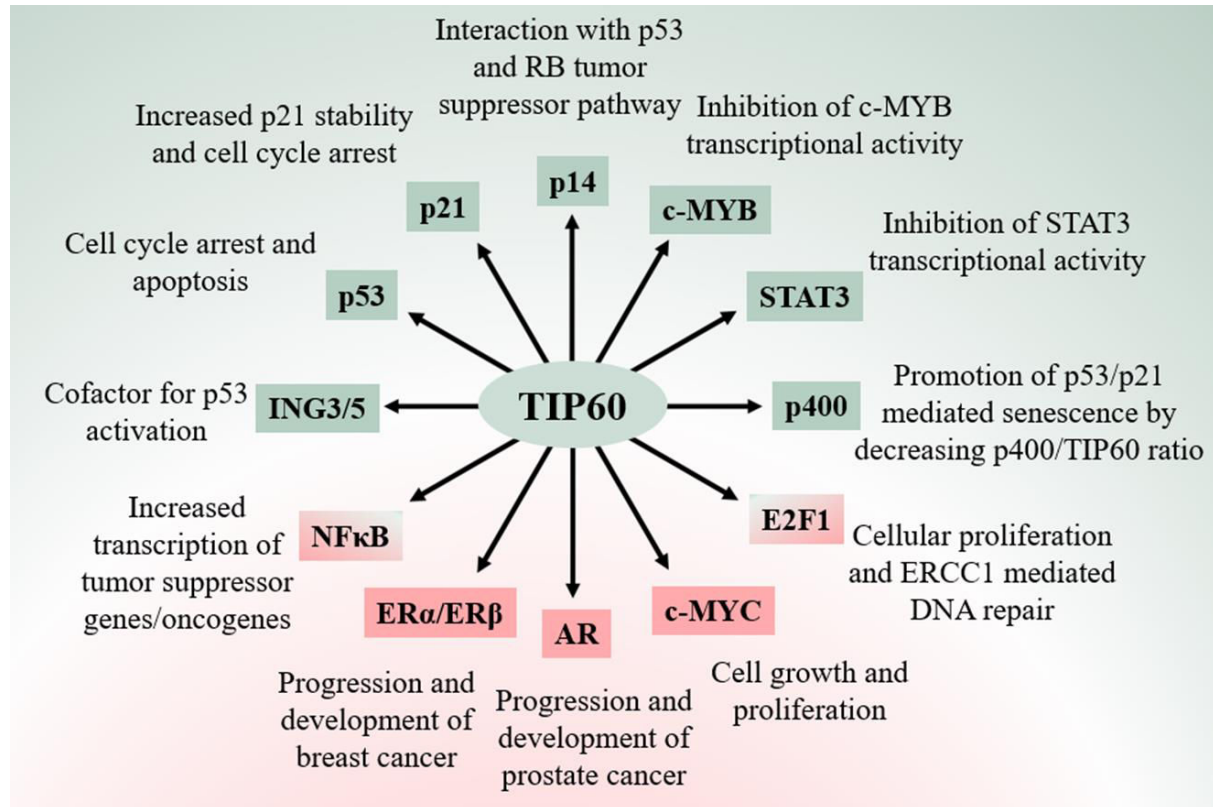 Interaction with p53
and RB tumor
suppressor pathway
Increased p21 stability
and cell cycle arrest
Inhibition of c-MYB
transcriptional activity
p14
p21
c-MYB
Cell cycle arrest and
apoptosis
Inhibition of STAT3
transcriptional activity
p53
STAT3
Cofactor for p53
activation
ING3/5
TIP60
p400
Promotion of p53/p21
mediated senescence by
decreasing p400/TIP60 ratio
Increased
transcription of
tumor suppressor
genes/oncogenes
NFκB
E2F1
Cellular proliferation
and ERCC1 mediated
DNA repair
ERα/ERβ
AR
c-MYC
Progression and
development of
breast cancer
Progression and
development of
prostate cancer
Cell growth and
proliferation